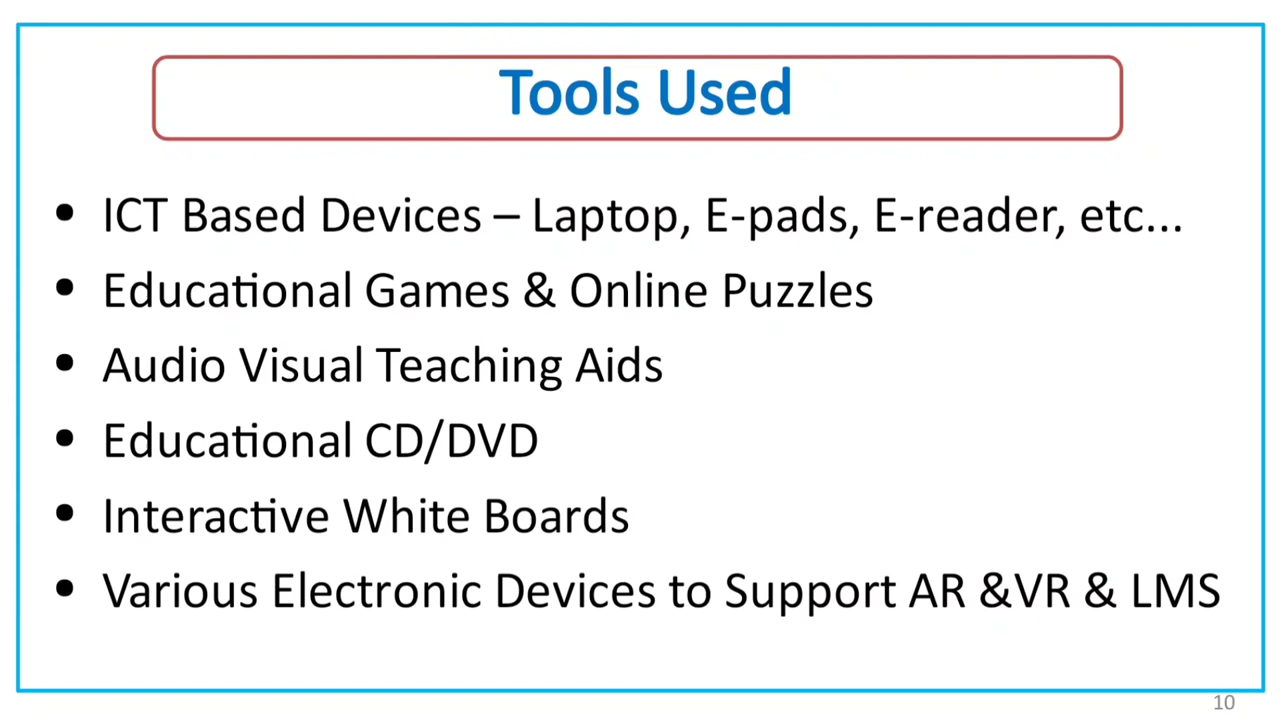 Tools Used
• ICT Based Devices – Laptop, E-pads, E-reader, etc...
• Educational Games & Online Puzzles
• Audio Visual Teaching Aids
• Educational CD/DVD
• Interactive White Boards
• Various Electronic Devices to Support AR &VR & LMS
10